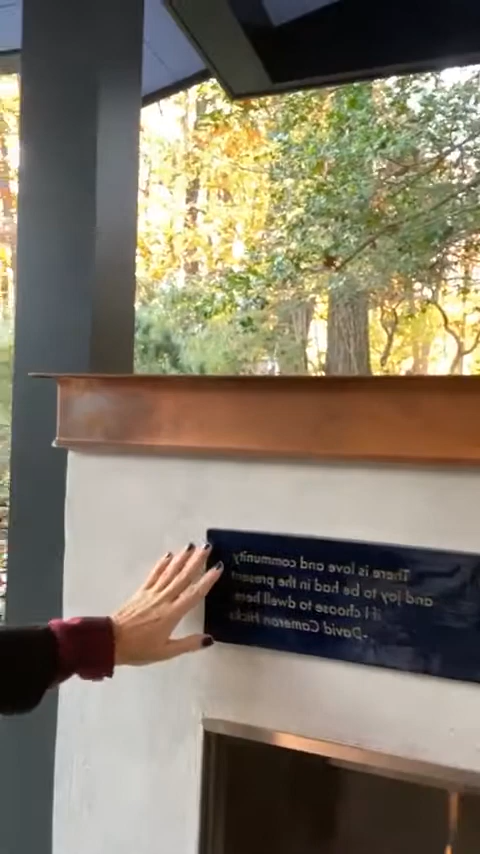 There is love and community
and joy to be had in the present
if I choose to dwell here.
-David Cameron Hicks